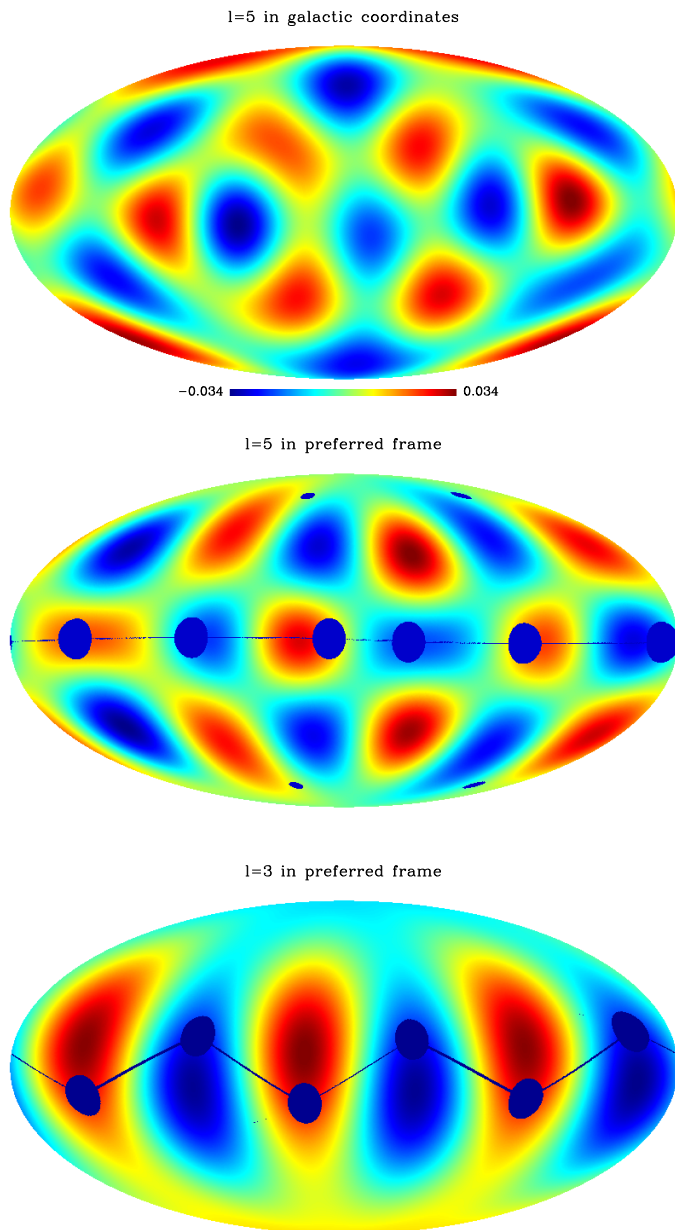 l=5 in galactic coordinates
−0.034 0.034
l=5 in preferred frame
l=3 in preferred frame